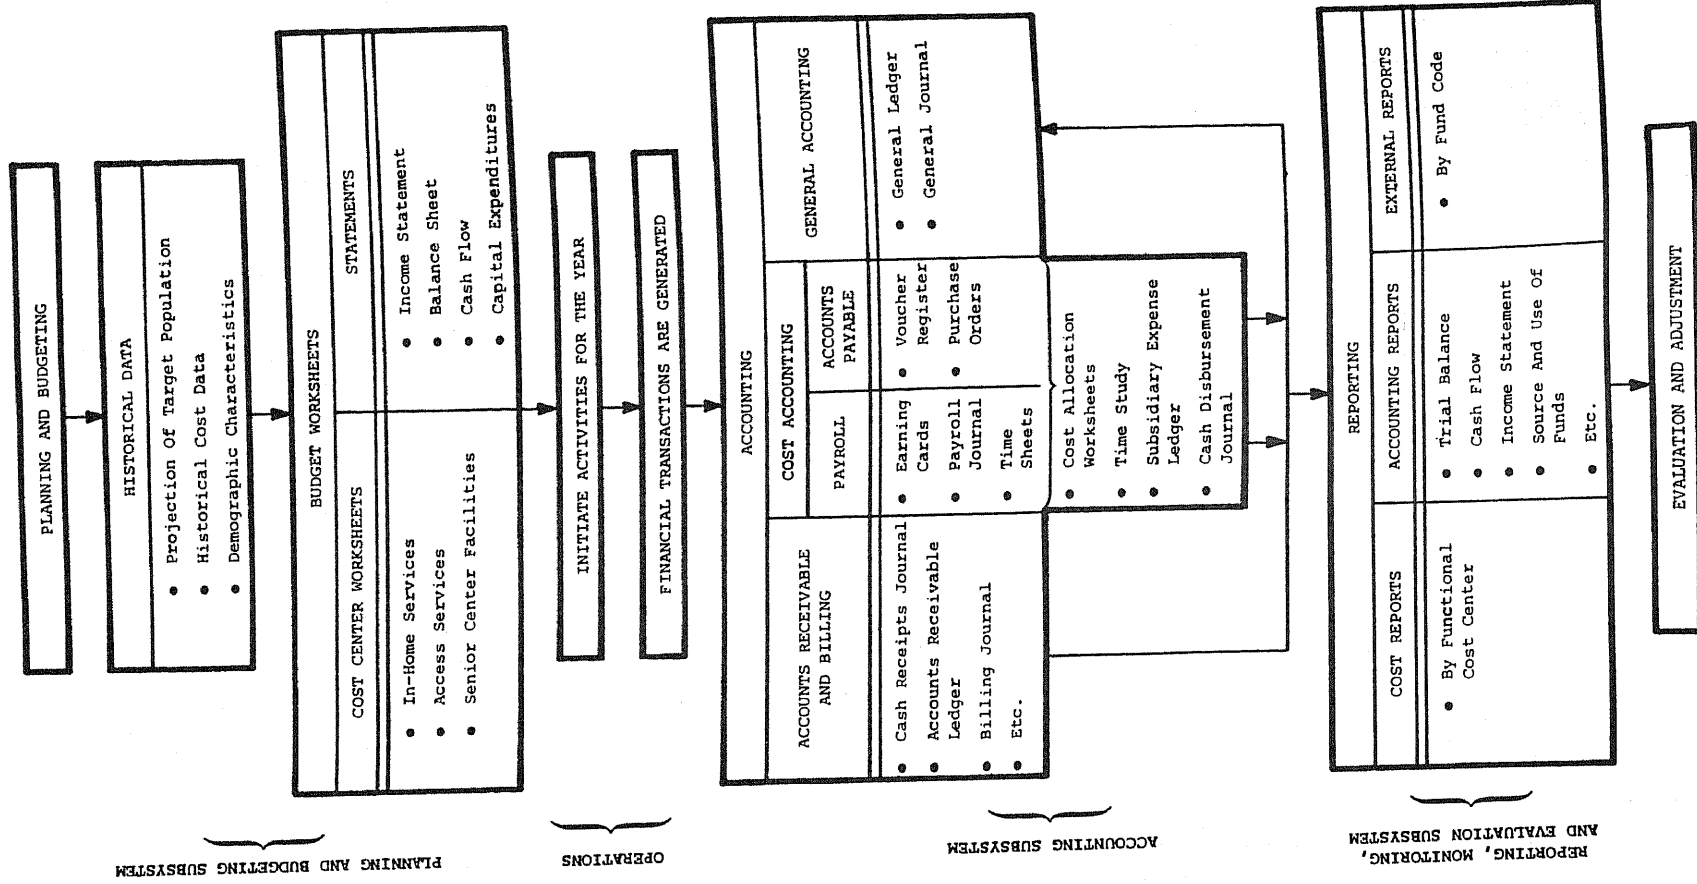 PLANNING AND BUDGETING SUBSYSTEM
PLANNING AND BUDGETING
HISTORICAL DATA
• Projection Of Target Population
• Historical Cost Data
• Demographic Characteristics
BUDGET WORKSHEETS
COST CENTER WORKSHEETS
• In-Home Services
• Access Services
• Senior Center Facilities
STATEMENTS
• Income Statement
• Balance Sheet
• Cash Flow
• Capital Expenditures
OPERATIONS
INITIATE ACTIVITIES FOR THE YEAR
FINANCIAL TRANSACTIONS ARE GENERATED
ACCOUNTING SUBSYSTEM
ACCOUNTING
ACCOUNTS RECEIVABLE
AND BILLING
• Cash Receipts Journal
• Accounts Receivable
Ledger
• Billing Journal
• Etc.
COST ACCOUNTING
PAYROLL
• Earning
Cards
• Payroll
Journal
• Time
Sheets
ACCOUNTS
PAYABLE
• Voucher
Register
• Purchase
Orders
• Cost Allocation
Worksheets
• Time Study
• Subsidiary Expense
Ledger
• Cash Disbursement
Journal
GENERAL ACCOUNTING
• General Ledger
• General Journal
REPORTING, MONITORING,
AND EVALUATION SUBSYSTEM
REPORTING
COST REPORTS
• By Functional
Cost Center
ACCOUNTING REPORTS
• Trial Balance
• Cash Flow
• Income Statement
• Source And Use Of
Funds
• Etc.
EXTERNAL REPORTS
• By Fund Code
EVALUATION AND ADJUSTMENT